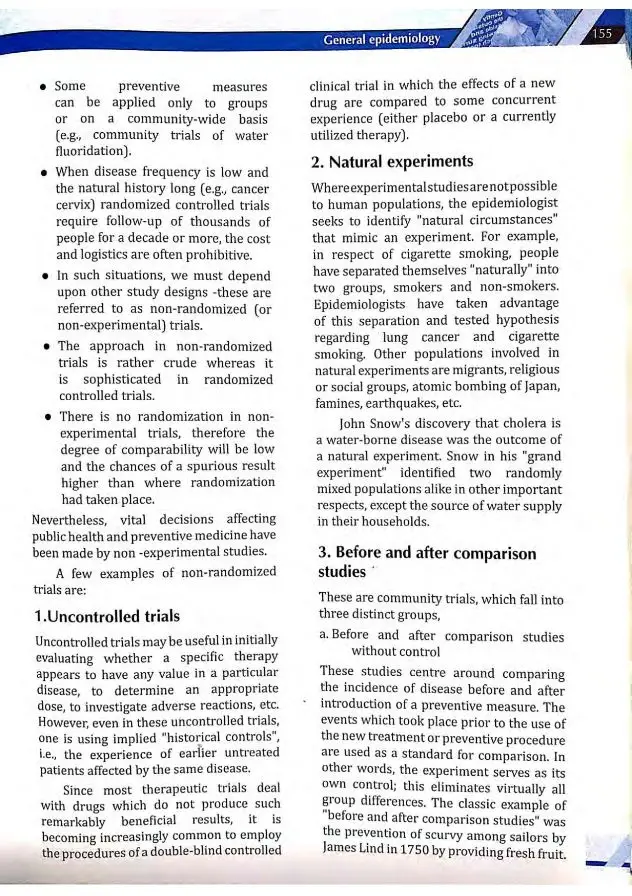 General epidemiology
155
• Some preventive measures
can be applied only to groups
or on a community-wide basis
(e.g., community trials of water
fluoridation).
• When disease frequency is low and
the natural history long (e.g., cancer
cervix) randomized controlled trials
require follow-up of thousands of
people for a decade or more, the cost
and logistics are often prohibitive.
• In such situations, we must depend
upon other study designs -these are
referred to as non-randomized (or
non-experimental) trials.
• The approach in non-randomized
trials is rather crude whereas it
is sophisticated in randomized
controlled trials.
• There is no randomization in non-
experimental trials, therefore the
degree of comparability will be low
and the chances of a spurious result
higher than where randomization
had taken place.
Nevertheless, vital decisions affecting
public health and preventive medicine have
been made by non -experimental studies.
A few examples of non-randomized
trials are:
1.Uncontrolled trials
Uncontrolled trials may be useful in initially
evaluating whether a specific therapy
appears to have any value in a particular
disease, to determine an appropriate
dose, to investigate adverse reactions, etc.
However, even in these uncontrolled trials,
one is using implied "historical controls",
i.e., the experience of earlier untreated
patients affected by the same disease.
Since most therapeutic trials deal
with drugs which do not produce such
remarkably beneficial results, it is
becoming increasingly common to employ
the procedures of a double-blind controlled
clinical trial in which the effects of a new
drug are compared to some concurrent
experience (either placebo or a currently
utilized therapy).
2. Natural experiments
Where experimental studies are not possible
to human populations, the epidemiologist
seeks to identify "natural circumstances"
that mimic an experiment. For example,
in respect of cigarette smoking, people
have separated themselves "naturally" into
two groups, smokers and non-smokers.
Epidemiologists have taken advantage
of this separation and tested hypothesis
regarding lung cancer and cigarette
smoking. Other populations involved in
natural experiments are migrants, religious
or social groups, atomic bombing of Japan,
famines, earthquakes, etc.
John Snow's discovery that cholera is
a water-borne disease was the outcome of
a natural experiment. Snow in his "grand
experiment" identified two randomly
mixed populations alike in other important
respects, except the source of water supply
in their households.
3. Before and after comparison
studies
These are community trials, which fall into
three distinct groups,
a. Before and after comparison studies
without control
These studies centre around comparing
the incidence of disease before and after
introduction of a preventive measure. The
events which took place prior to the use of
the new treatment or preventive procedure
are used as a standard for comparison. In
other words, the experiment serves as its
own control; this eliminates virtually all
group differences. The classic example of
"before and after comparison studies" was
the prevention of scurvy among sailors by
James Lind in 1750 by providing fresh fruit.